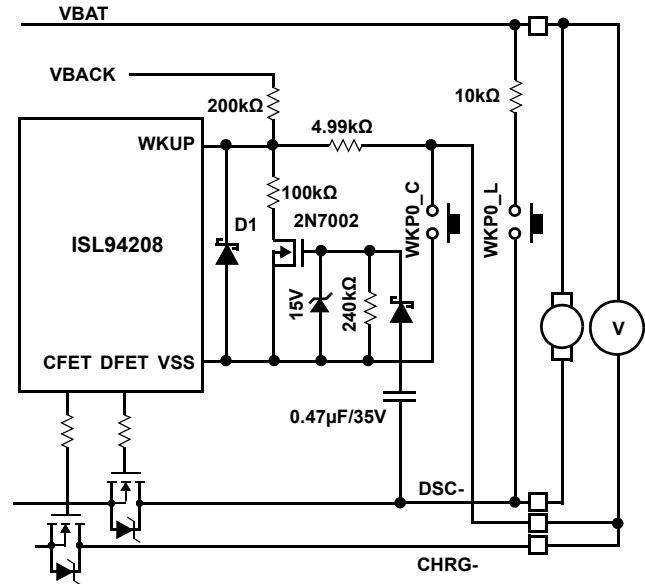 VBAT
VBACK
200kΩ
10kΩ
4.99kΩ
WKUP
100kΩ
WKP0_C
WKP0_L
D1
2N7002
ISL94208
15V
240kΩ
V
CFET DFET VSS
0.47µF/35V
DSC-
CHRG-